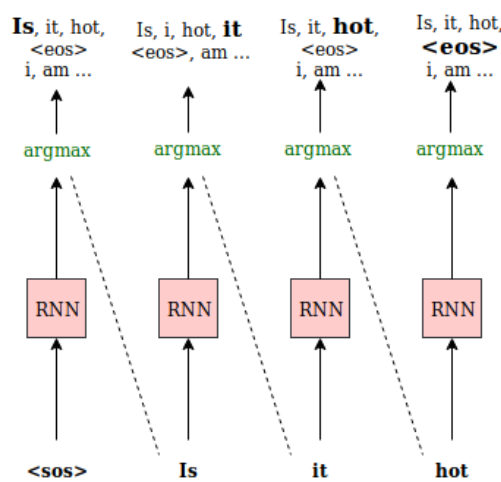 Is, it, hot,
<eos>
i, am ...
Is, i, hot, it
<eos>, am ...
Is, it, hot,
<eos>
i, am ...
Is, it, hot,
<eos>
i, am ...
argmax argmax argmax argmax
RNN RNN RNN RNN
<sos> Is it hot